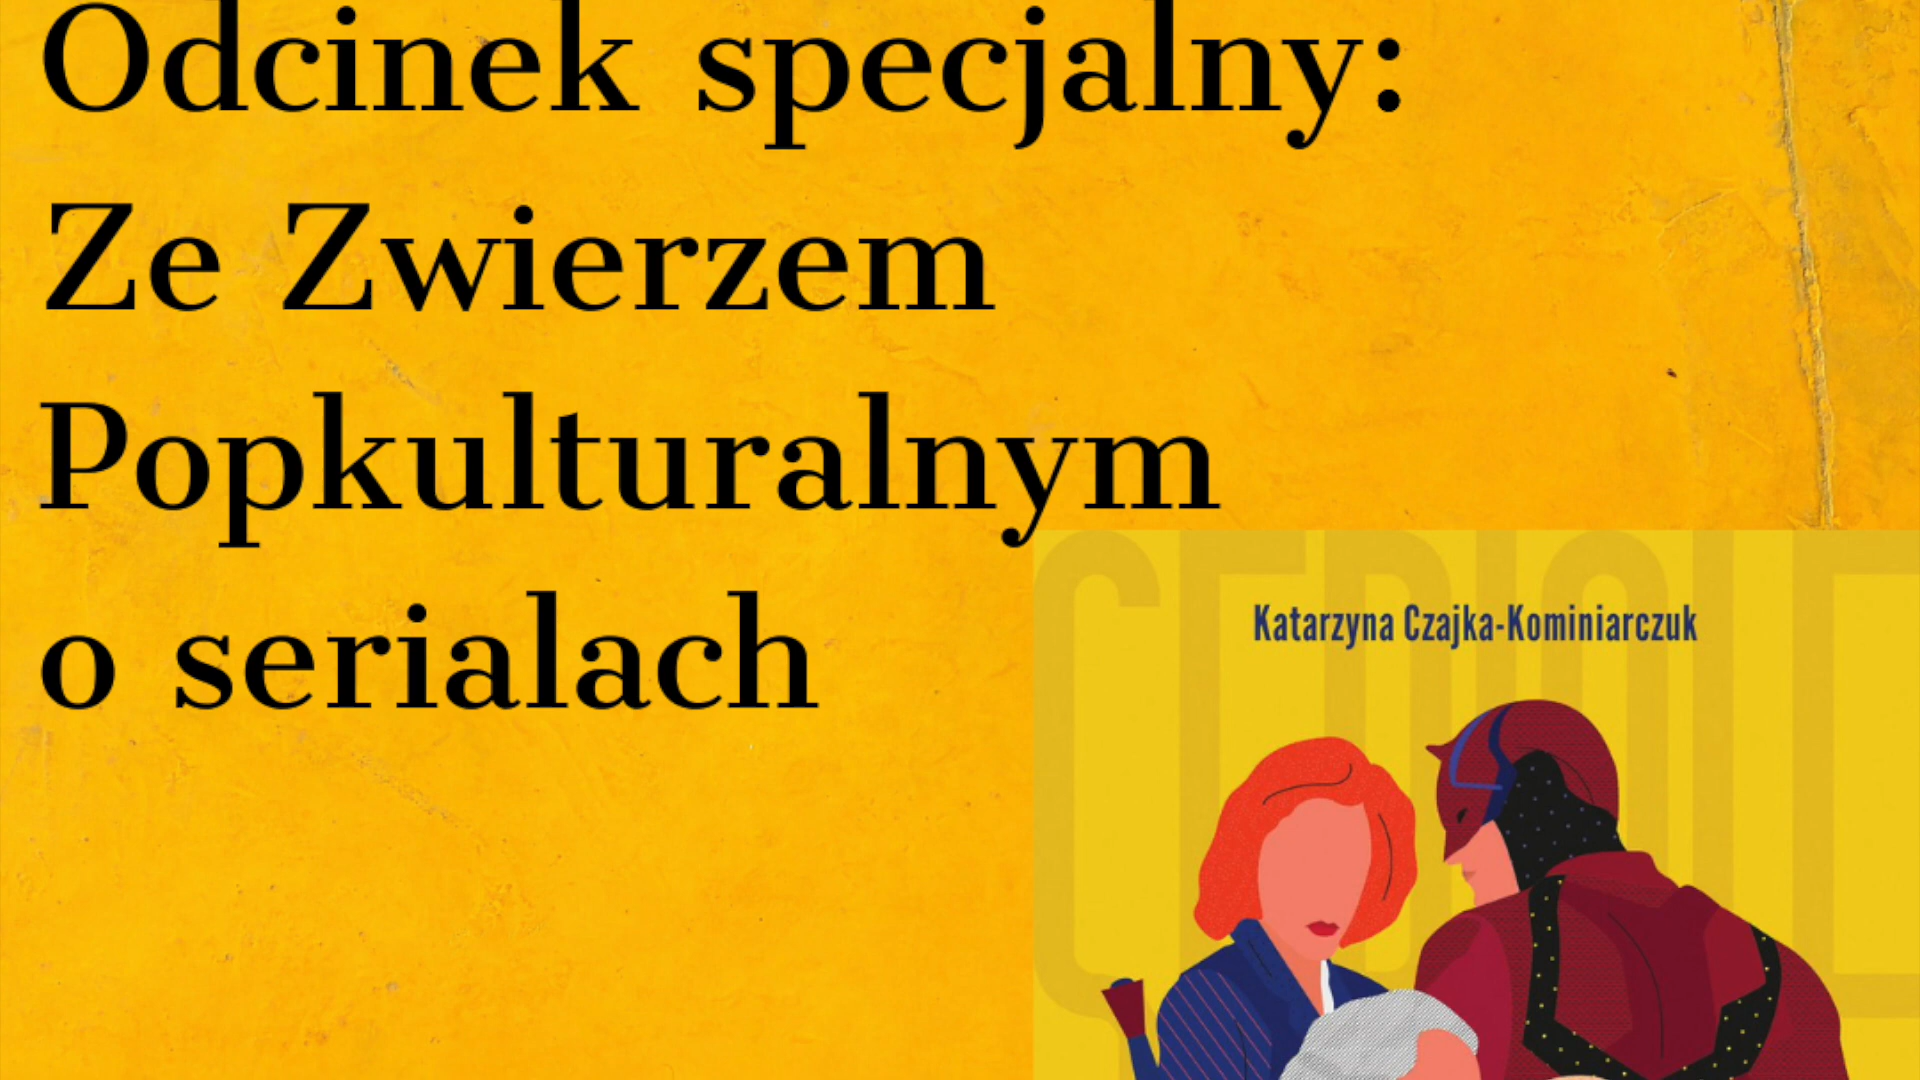 Odcinek specjalny:
Ze Zwierzem
Popkulturalnym
o serialach
Katarzyna Czajka-Kominiarczuk